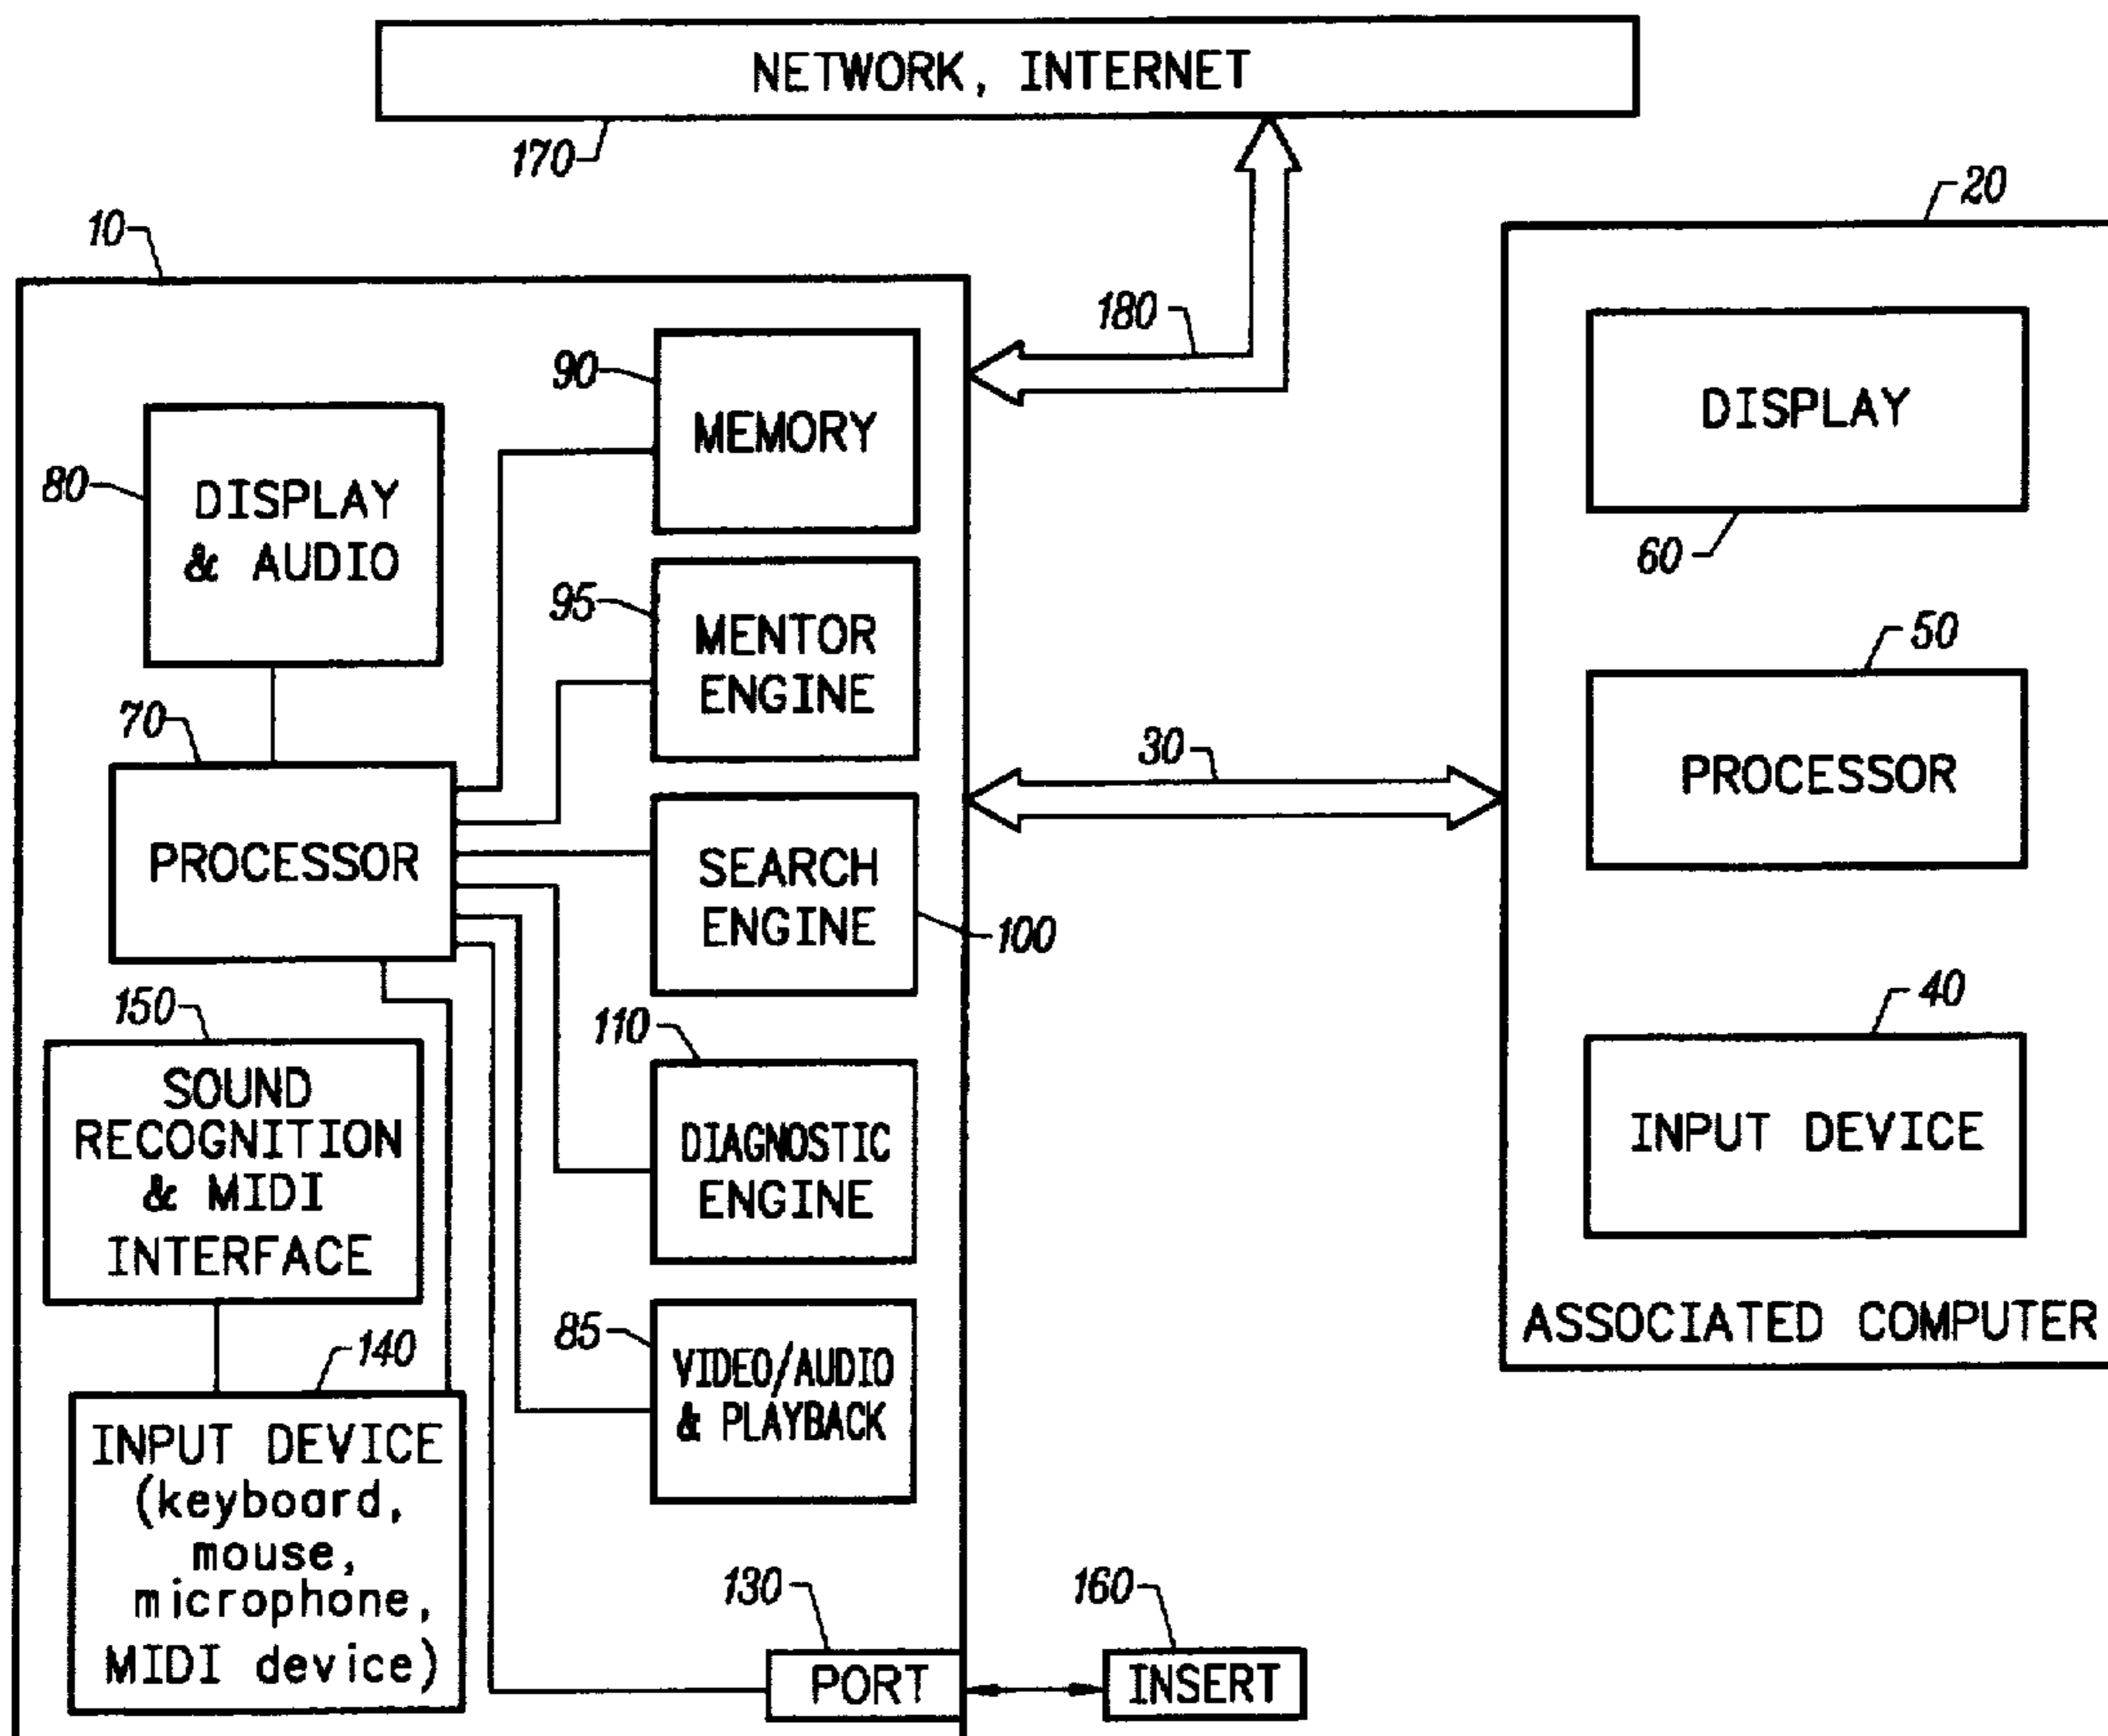 NETWORK, INTERNET
170
10
20
180
90
MEMORY
DISPLAY
60
80
DISPLAY
& AUDIO
95
MENTOR
ENGINE
50
PROCESSOR
70
PROCESSOR
30
SEARCH
ENGINE
100
150
SOUND
RECOGNITION
& MIDI
INTERFACE
110
DIAGNOSTIC
ENGINE
40
INPUT DEVICE
ASSOCIATED COMPUTER
85
VIDEO/AUDIO
& PLAYBACK
140
INPUT DEVICE
(keyboard,
mouse,
microphone,
MIDI device)
130
PORT
160
INSERT